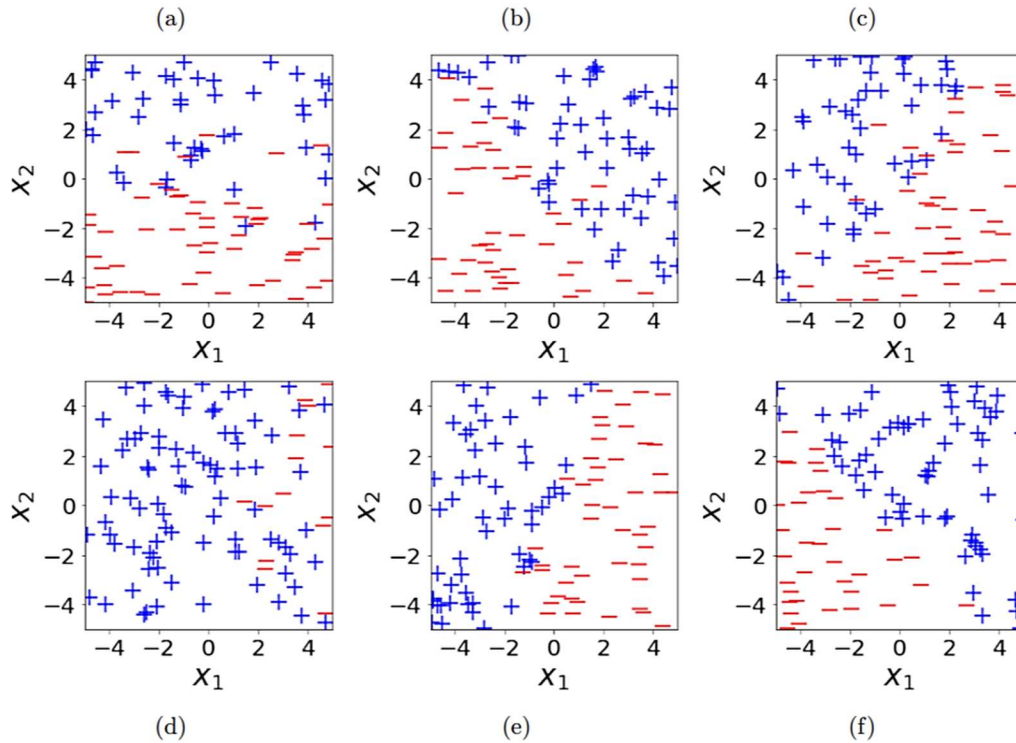 (a) (b) (c)
4 4 4
2 2 2
x₂ 0 x₂ 0 x₂ 0
−2 −2 −2
−4 −4 −4
−4 −2 0 2 4 −4 −2 0 2 4 −4 −2 0 2 4
x₁ x₁ x₁
4 4 4
2 2 2
x₂ 0 x₂ 0 x₂ 0
−2 −2 −2
−4 −4 −4
−4 −2 0 2 4 −4 −2 0 2 4 −4 −2 0 2 4
x₁ x₁ x₁
(d) (e) (f)